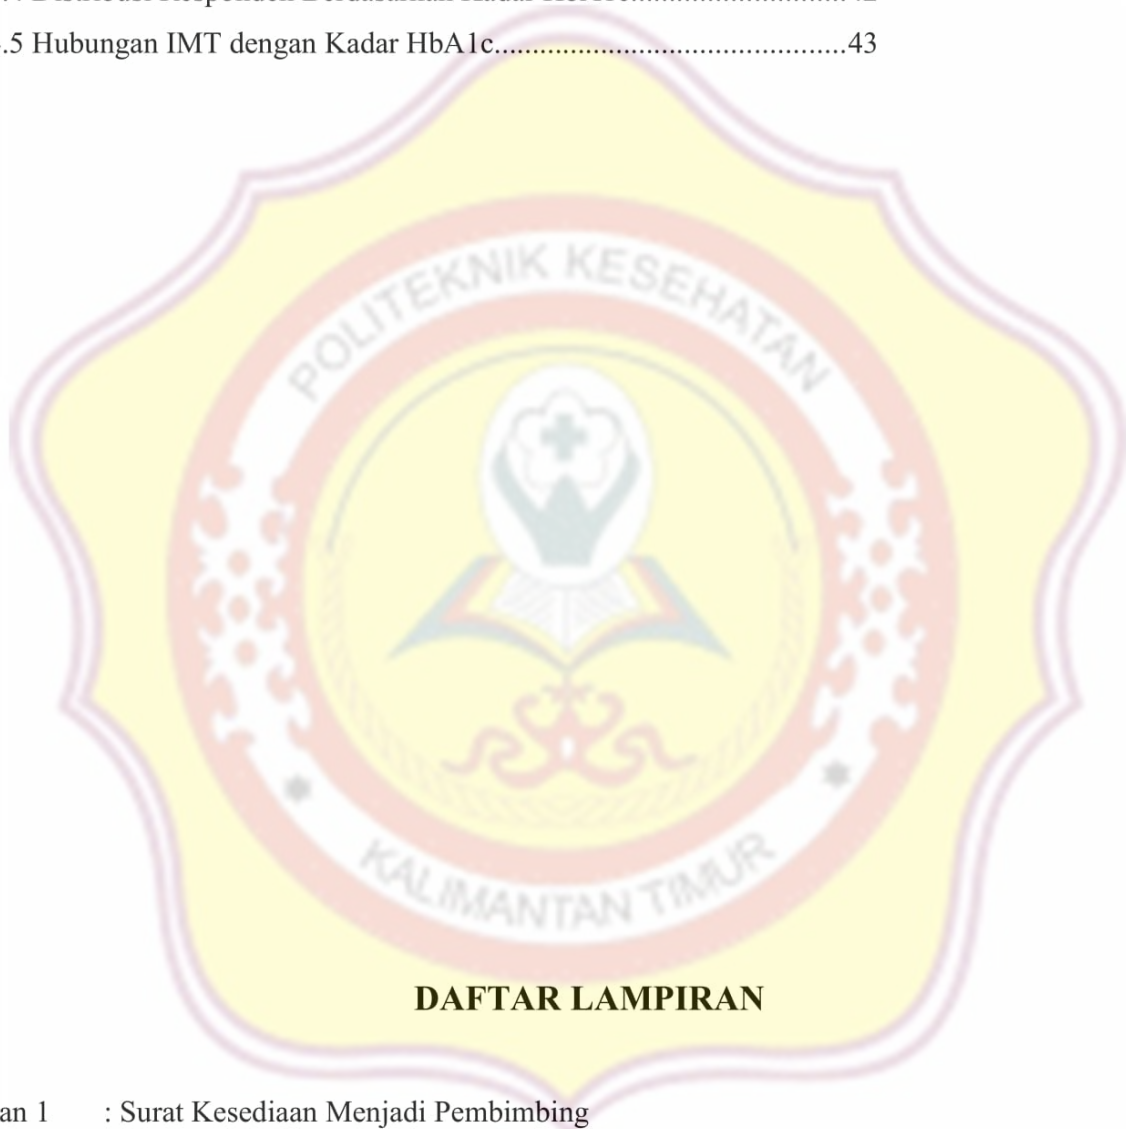 .5 Hubungan IMT dengan Kadar HbA1c..............................................43
POLITEKNIK KESEHATAN
KALIMANTAN TIMUR
DAFTAR LAMPIRAN
an 1 : Surat Kesediaan Menjadi Pembimbing